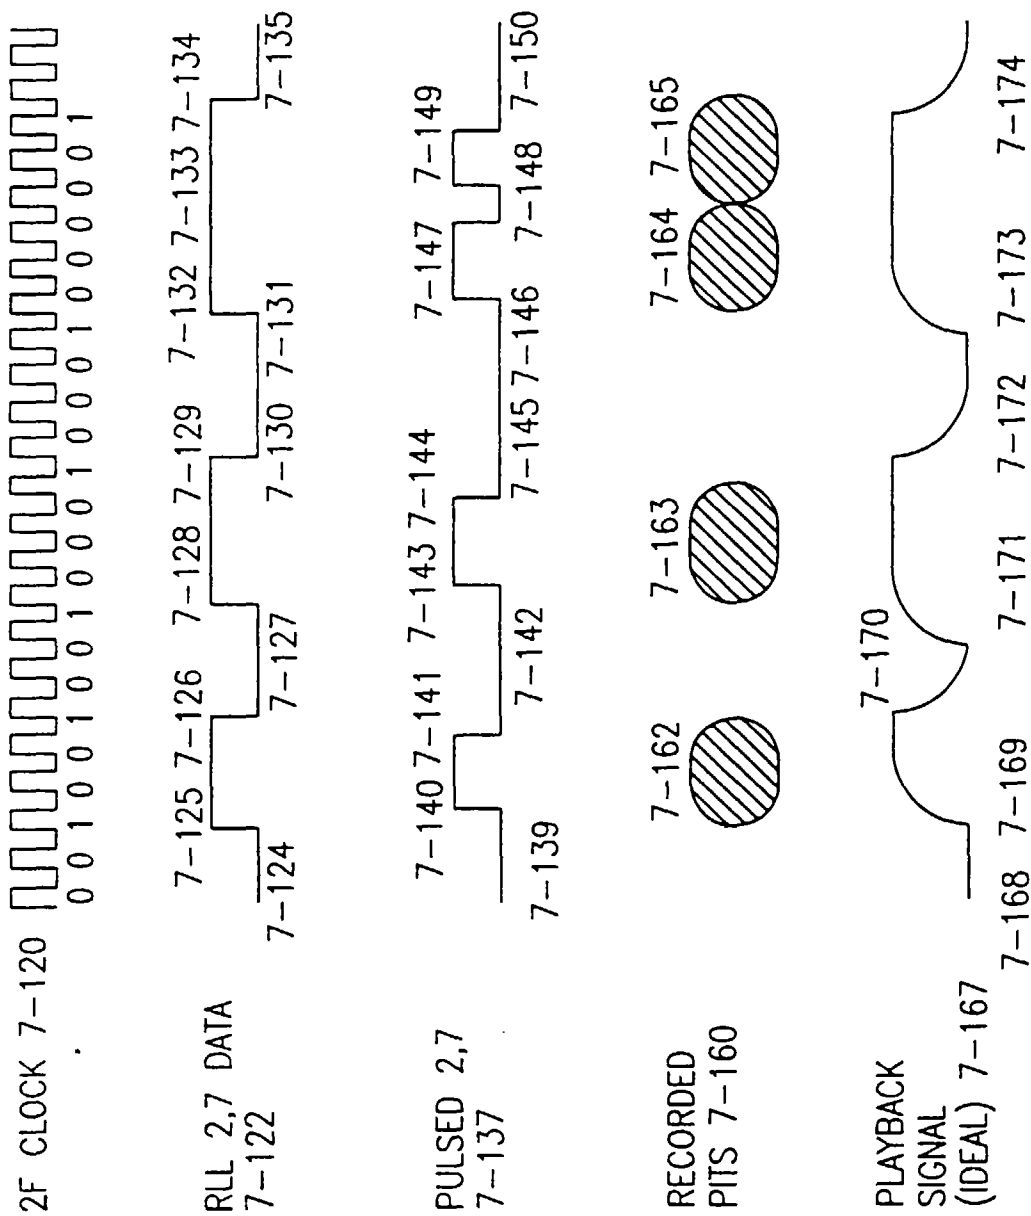 2F CLOCK 7-120
0 0 1 0 0 1 0 0 1 0 0 0 1 0 0 0 1 0 0 0 0 0 1
RLL 2,7 DATA
7-122
7-125 7-126 7-128 7-129 7-132 7-133 7-134
7-124 7-127 7-130 7-131 7-135
PULSED 2,7
7-137
7-140 7-141 7-143 7-144 7-147 7-149
7-139 7-142 7-145 7-146 7-148 7-150
RECORDED
PITS 7-160
7-162 7-163 7-164 7-165
PLAYBACK
SIGNAL
(IDEAL) 7-167
7-170
7-168 7-169 7-171 7-172 7-173 7-174